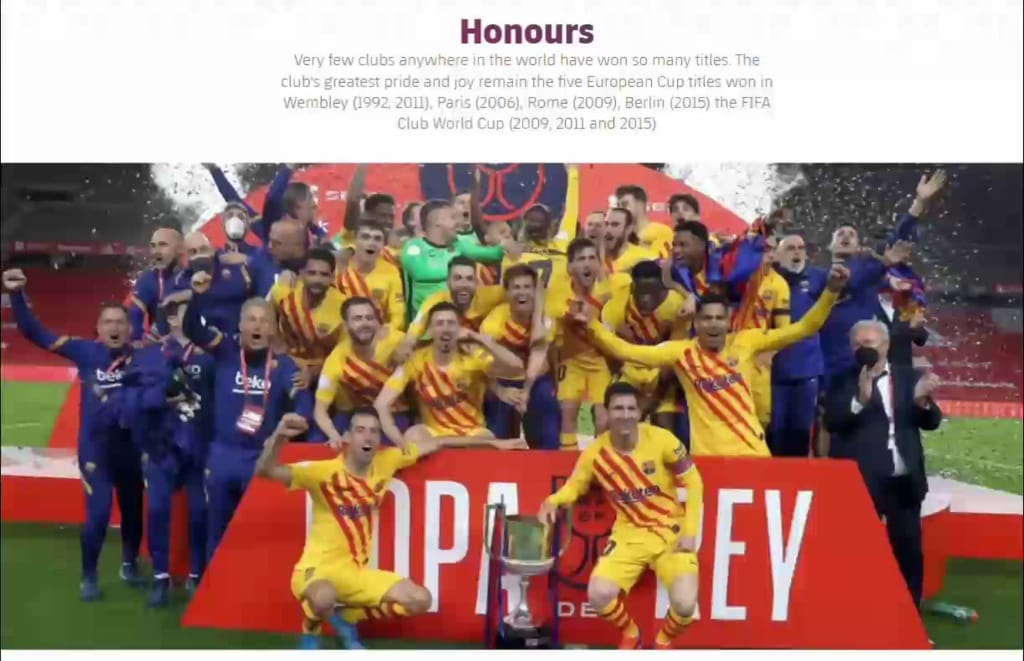 Honours
Very few clubs anywhere in the world have won so many titles. The
club's greatest pride and joy remain the five European Cup titles won in
Wembley (1992, 2011), Paris (2006), Rome (2009), Berlin (2015) the FIFA
Club World Cup (2009, 2011 and 2015)
beko
beko
Rakuten
Rakuten
OPA
DE
REY